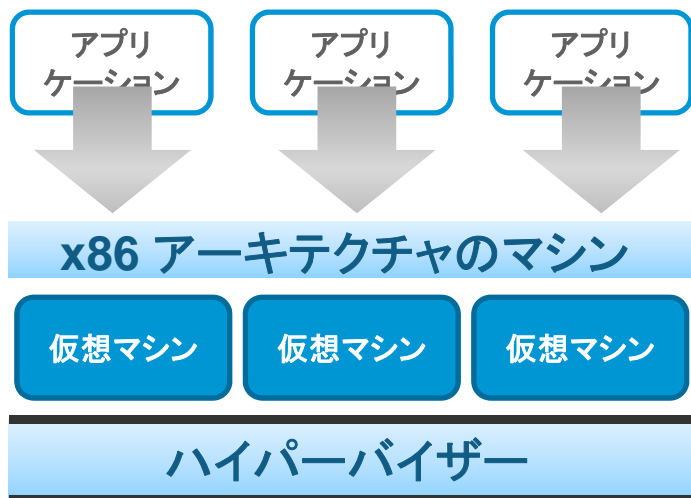 アプリ
ケーション
アプリ
ケーション
アプリ
ケーション
x86 アーキテクチャのマシン
仮想マシン
仮想マシン
仮想マシン
ハイパーバイザー